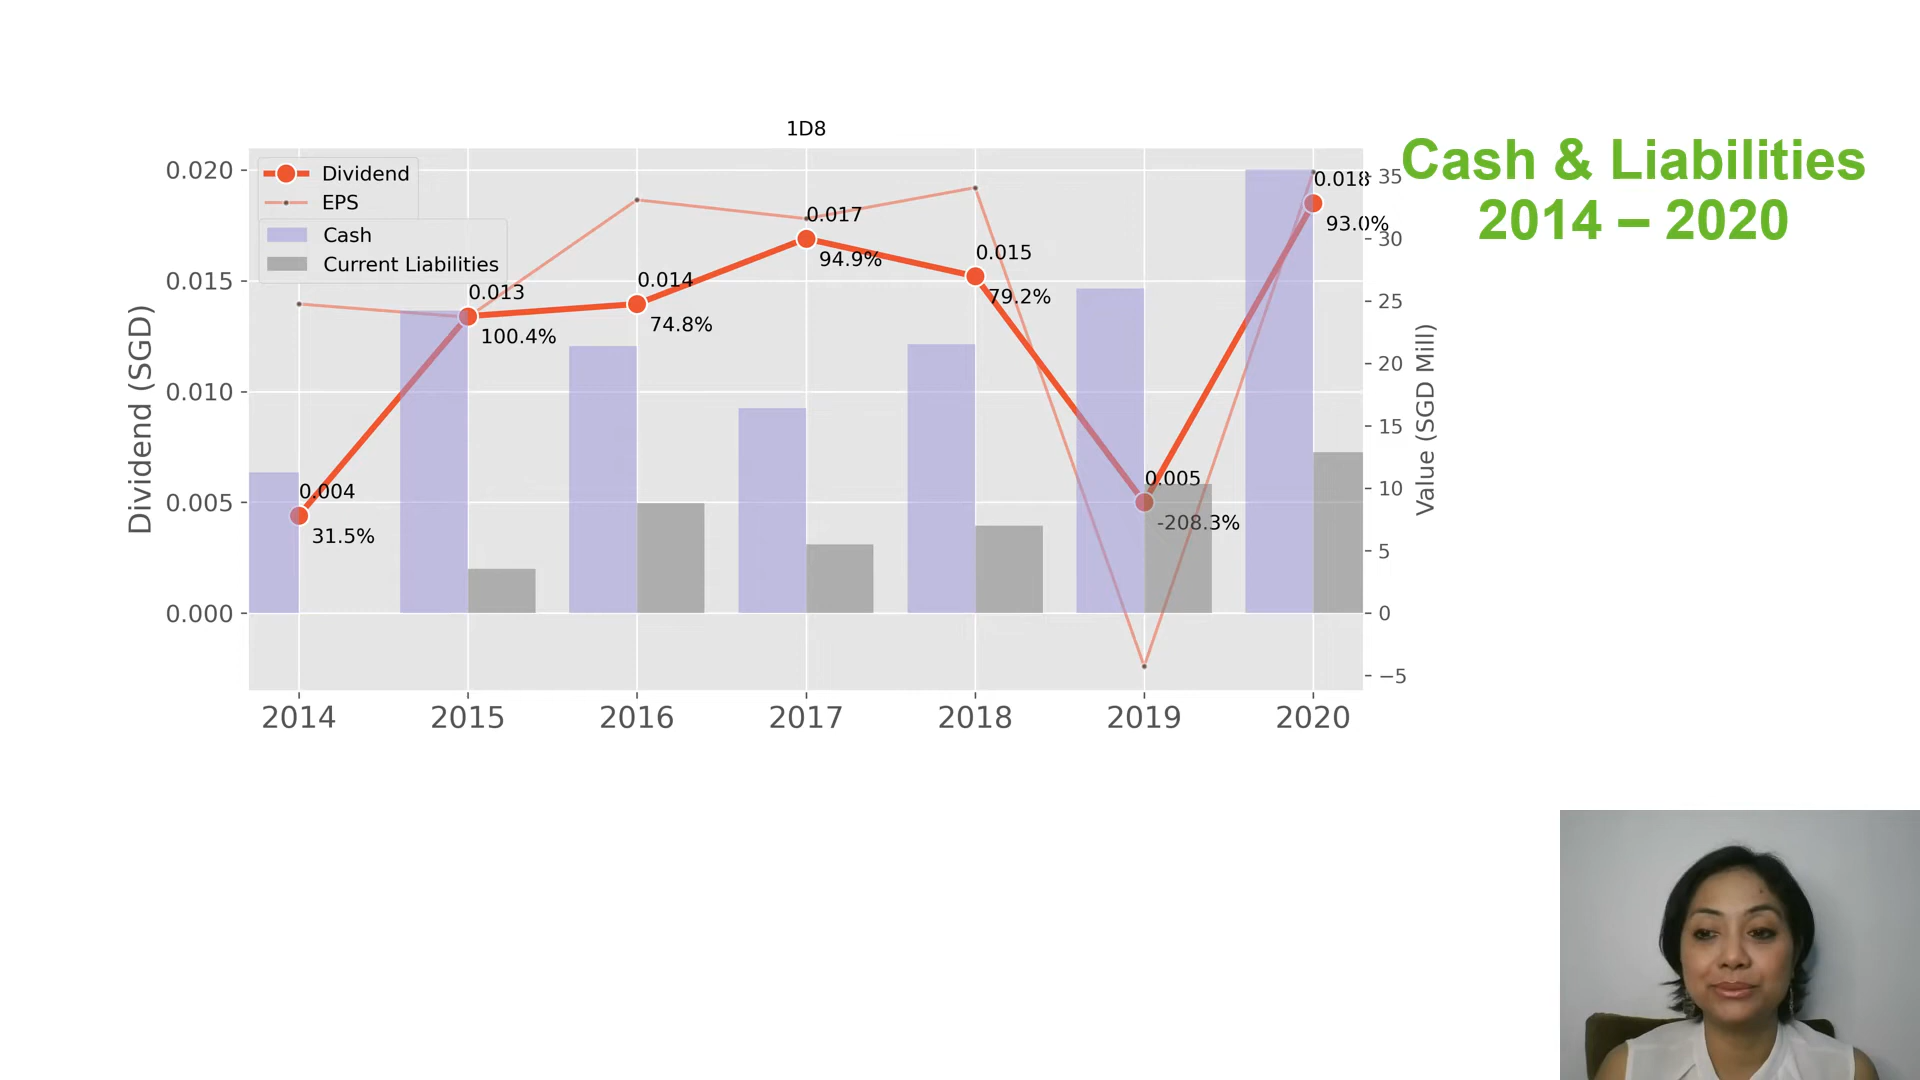 1D8
Cash & Liabilities
2014 – 2020
Dividend
EPS
Cash
Current Liabilities
Dividend (SGD)
0.020
0.015
0.010
0.005
0.000
0.004
31.5%
0.013
100.4%
0.014
74.8%
0.017
94.9%
0.015
79.2%
0.005
-208.3%
0.018
93.0%
35
30
25
20
15
10
5
0
−5
Value (SGD Mill)
2014 2015 2016 2017 2018 2019 2020